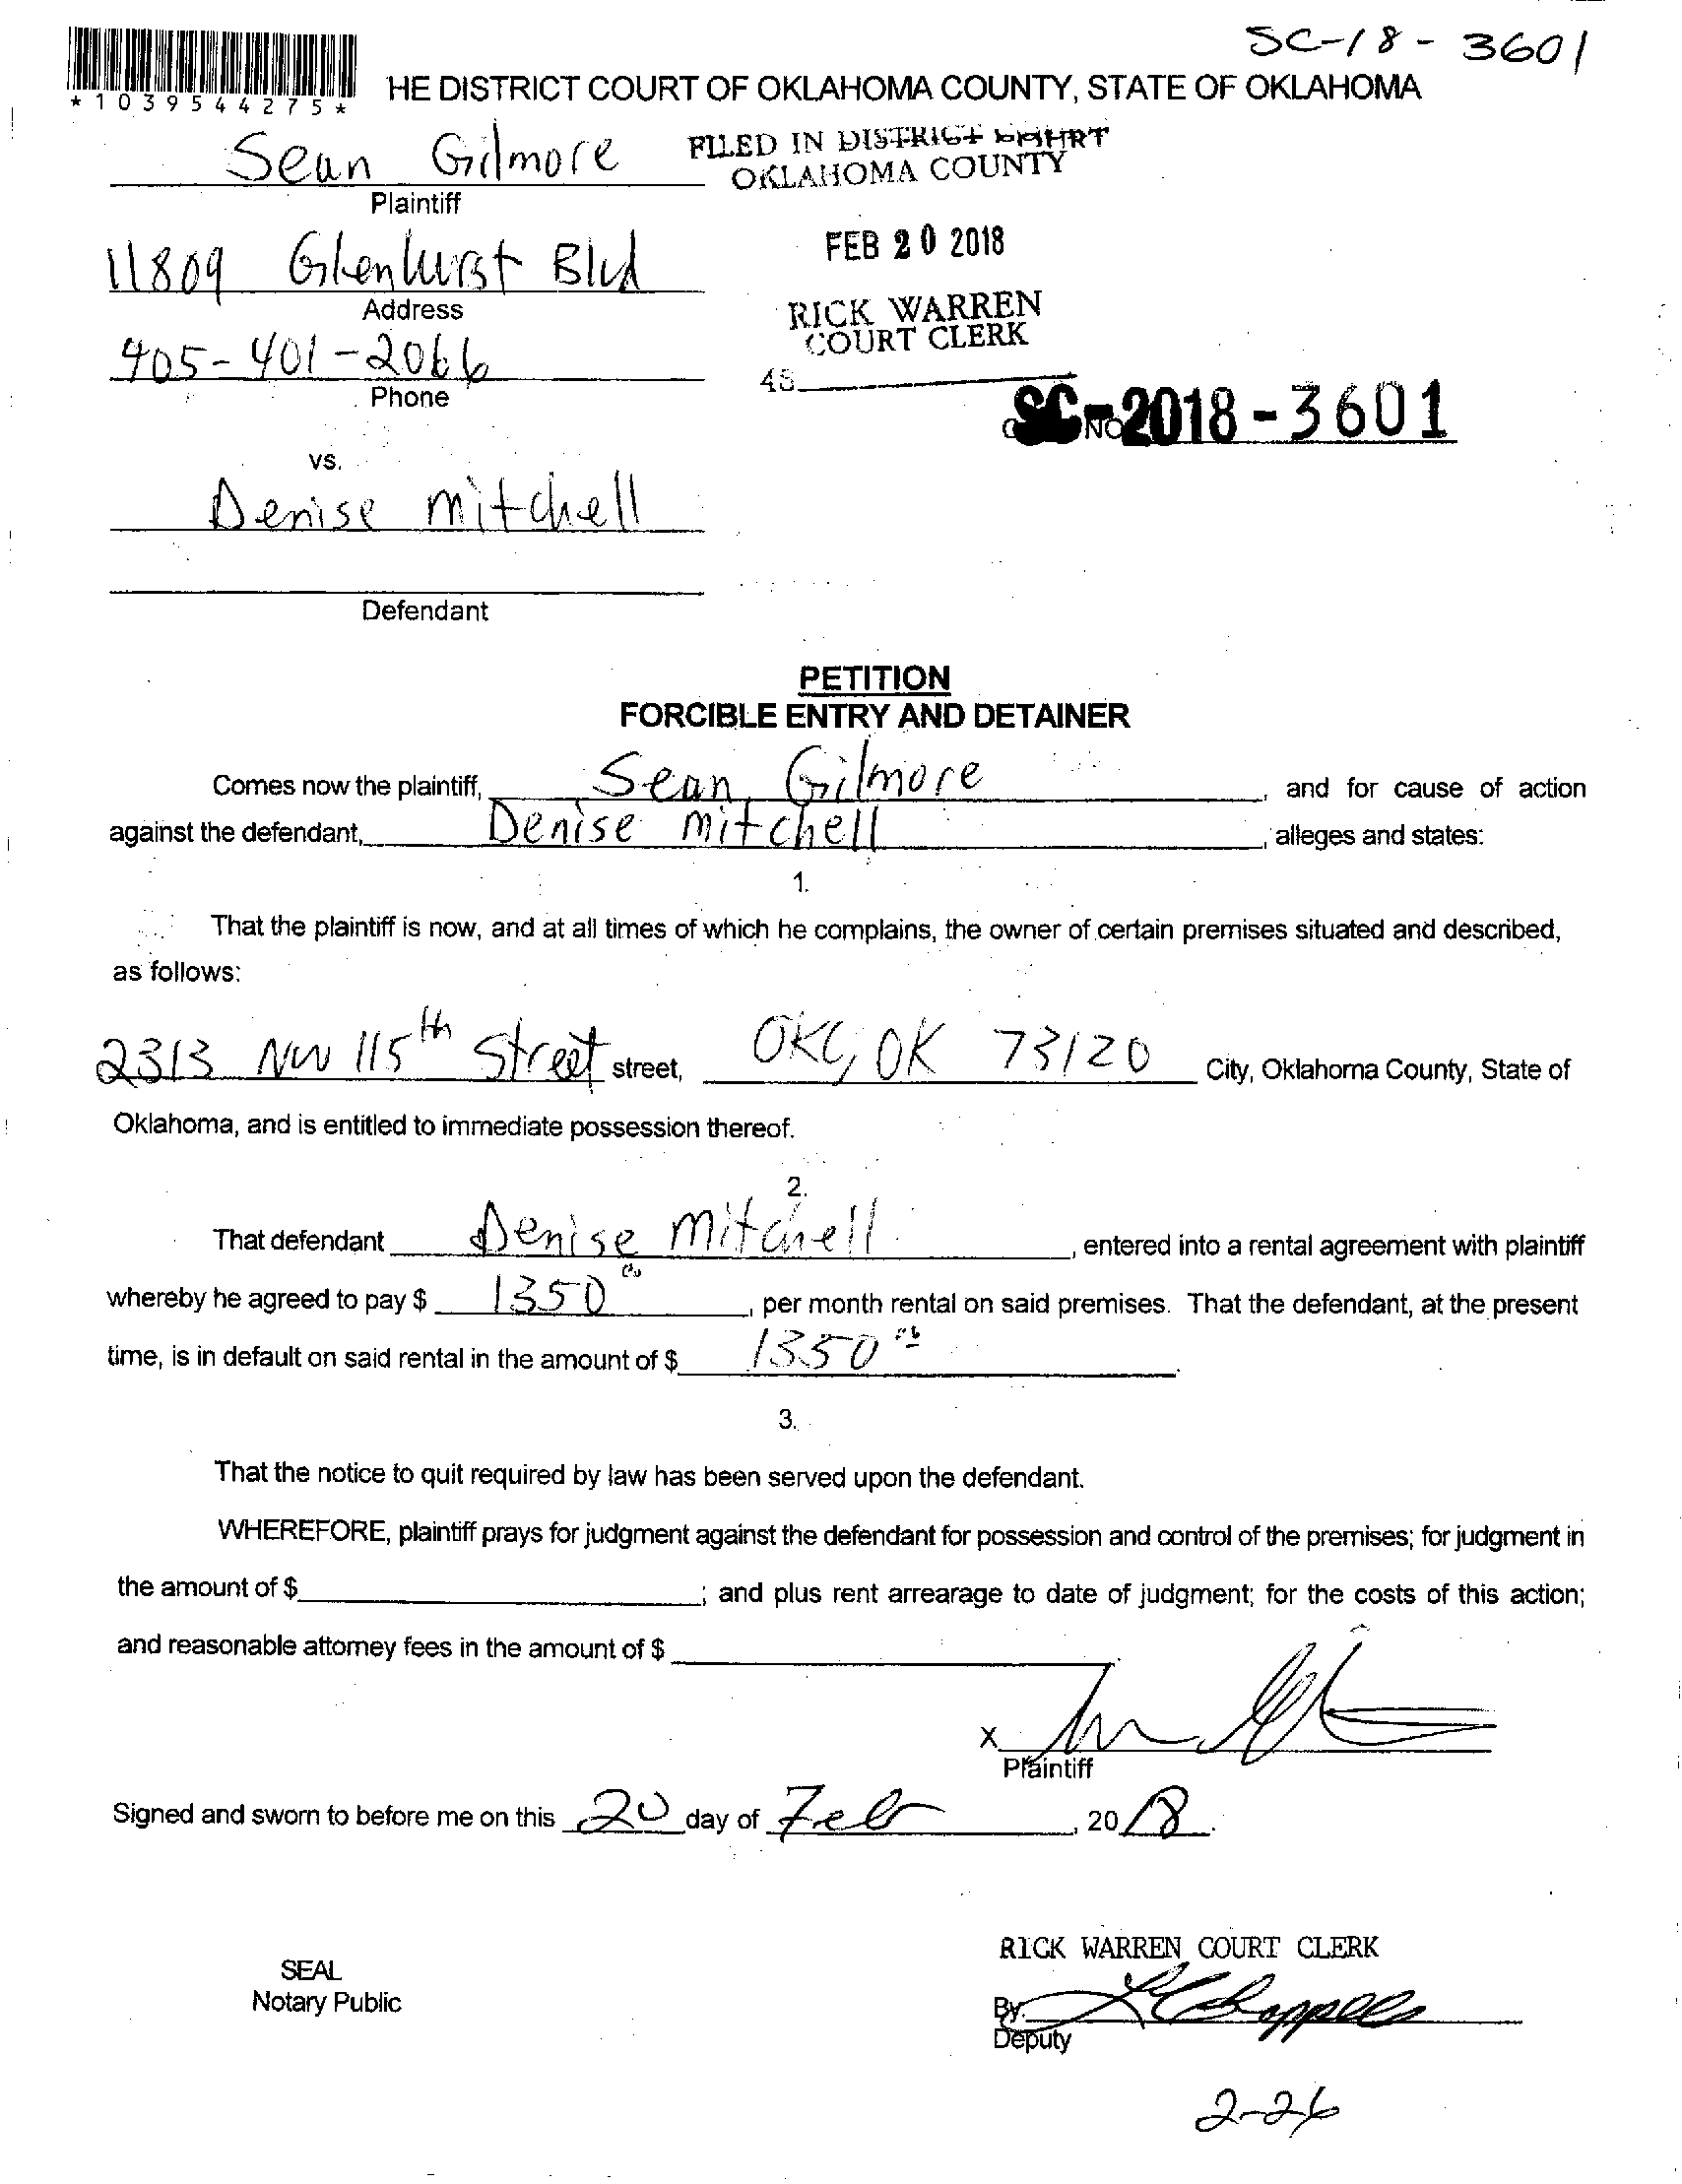 SC-18-3601
HE DISTRICT COURT OF OKLAHOMA COUNTY, STATE OF OKLAHOMA
*1039544275*
Sean Gilmore
Plaintiff
FILED IN DISTRICT COURT
OKLAHOMA COUNTY
11809 Glenhurst Blvd
Address
FEB 20 2018
RICK WARREN
COURT CLERK
405-401-2066
Phone
48
SC-2018-3601
vs.
Denise Mitchell
Defendant
PETITION
FORCIBLE ENTRY AND DETAINER
Comes now the plaintiff, Sean Gilmore, and for cause of action
against the defendant, Denise Mitchell, alleges and states:
1.
That the plaintiff is now, and at all times of which he complains, the owner of certain premises situated and described,
as follows:
2313 NW 115th Street street, OKC, OK 73120 City, Oklahoma County, State of
Oklahoma, and is entitled to immediate possession thereof.
2.
That defendant Denise Mitchell, entered into a rental agreement with plaintiff
whereby he agreed to pay $ 1350 00, per month rental on said premises. That the defendant, at the present
time, is in default on said rental in the amount of $ 1350 00.
3.
That the notice to quit required by law has been served upon the defendant.
WHEREFORE, plaintiff prays for judgment against the defendant for possession and control of the premises; for judgment in
the amount of $ ; and plus rent arrearage to date of judgment; for the costs of this action;
and reasonable attorney fees in the amount of $
X
Plaintiff
Signed and sworn to before me on this 20 day of Feb, 2018.
RICK WARREN COURT CLERK
SEAL
Notary Public
By:
Deputy
2-26